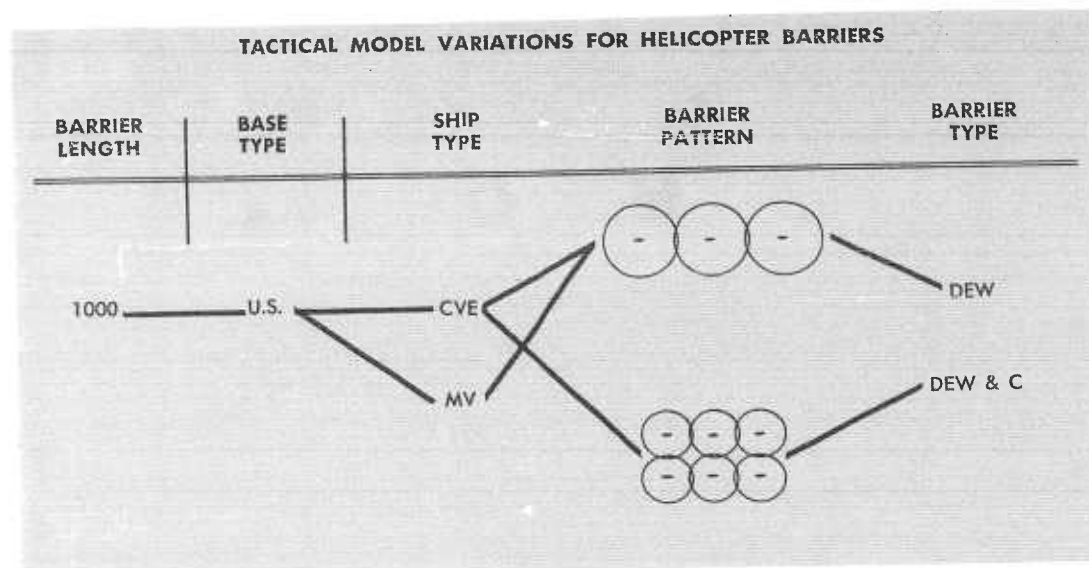 TACTICAL MODEL VARIATIONS FOR HELICOPTER BARRIERS
BARRIER LENGTH
BASE TYPE
SHIP TYPE
BARRIER PATTERN
BARRIER TYPE
- - -
DEW
1000
U.S.
CVE
MV
DEW & C
- - -
- - -